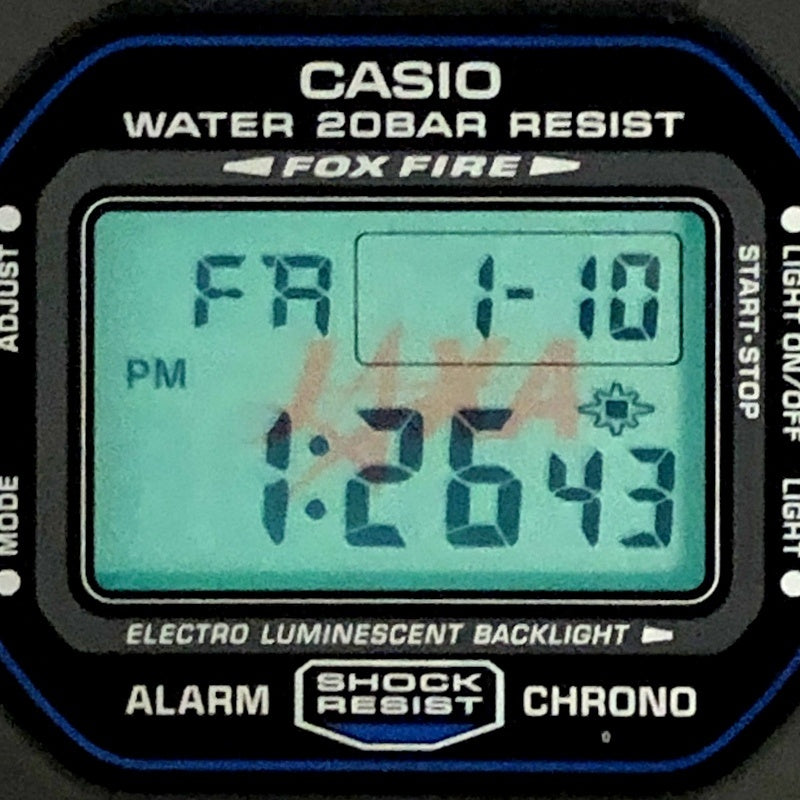 CASIO
WATER 20BAR RESIST
FOX FIRE
ADJUST
MODE
FR 1-10
PM
JAXA
1:26 43
START·STOP
LIGHT ON/OFF
LIGHT
ELECTRO LUMINESCENT BACKLIGHT
ALARM
SHOCK
RESIST
CHRONO